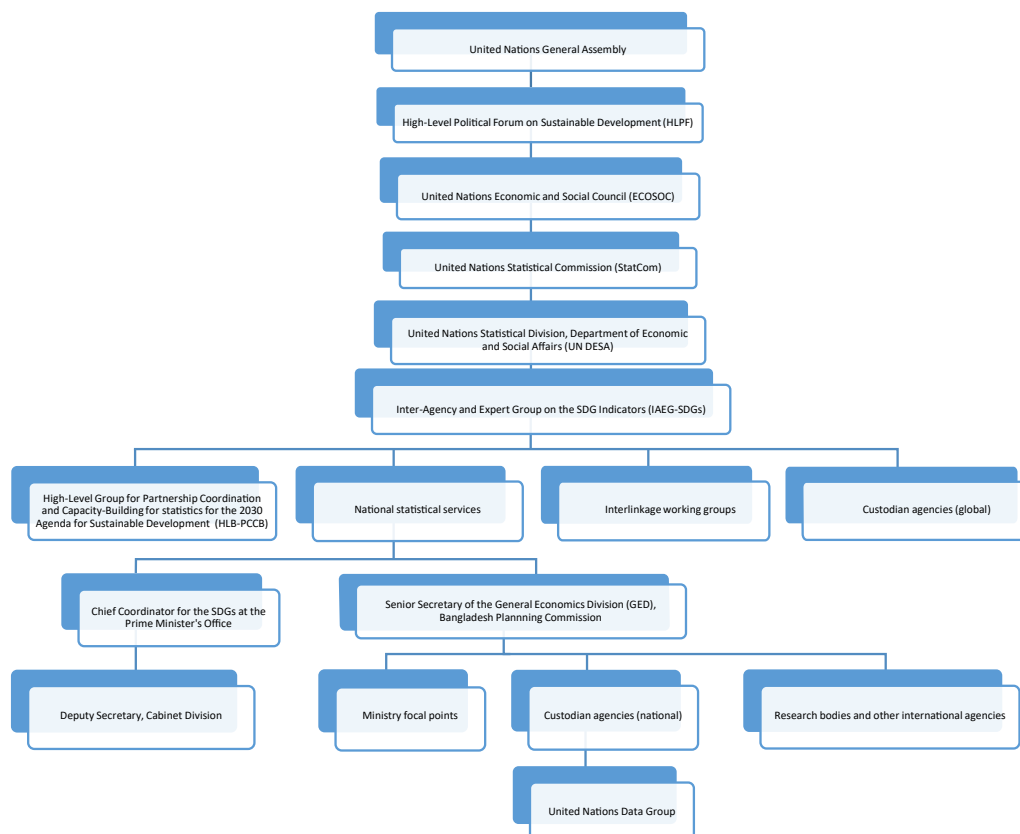 United Nations General Assembly
High-Level Political Forum on Sustainable Development (HLPF)
United Nations Economic and Social Council (ECOSOC)
United Nations Statistical Commission (StatCom)
United Nations Statistical Division, Department of Economic
and Social Affairs (UN DESA)
Inter-Agency and Expert Group on the SDG Indicators (IAEG-SDGs)
High-Level Group for Partnership Coordination
and Capacity-Building for statistics for the 2030
Agenda for Sustainable Development (HLB-PCCB)
National statistical services
Interlinkage working groups
Custodian agencies (global)
Chief Coordinator for the SDGs at the
Prime Minister's Office
Senior Secretary of the General Economics Division (GED),
Bangladesh Plannning Commission
Deputy Secretary, Cabinet Division
Ministry focal points
Custodian agencies (national)
Research bodies and other international agencies
United Nations Data Group